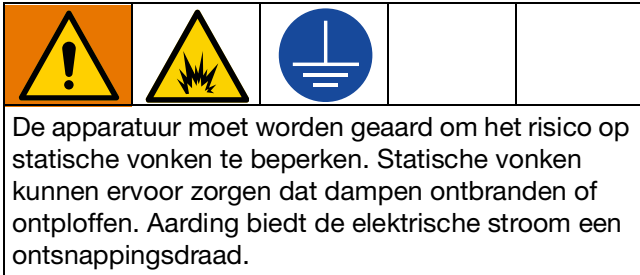 De apparatuur moet worden geaard om het risico op
statische vonken te beperken. Statische vonken
kunnen ervoor zorgen dat dampen ontbranden of
ontploffen. Aarding biedt de elektrische stroom een
ontsnappingsdraad.